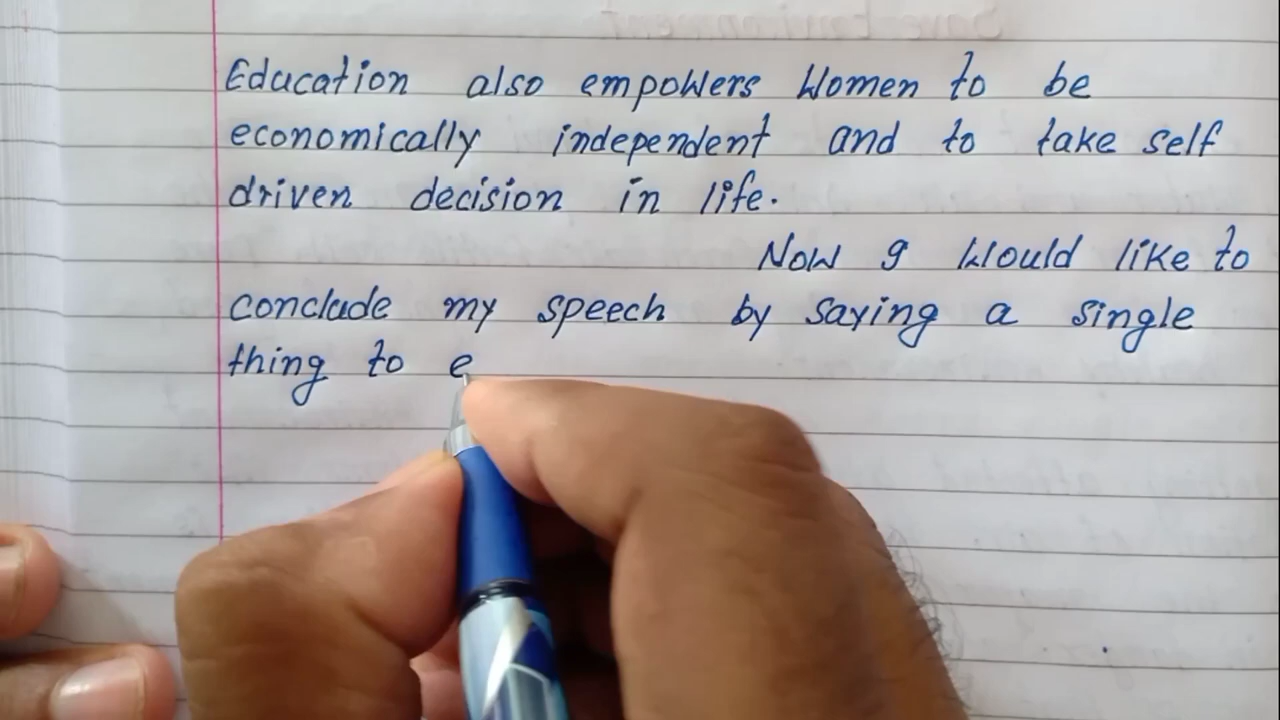 Education also empowers women to be
economically independent and to take self
driven decision in life.
Now I would like to
conclude my speech by saying a single
thing to e